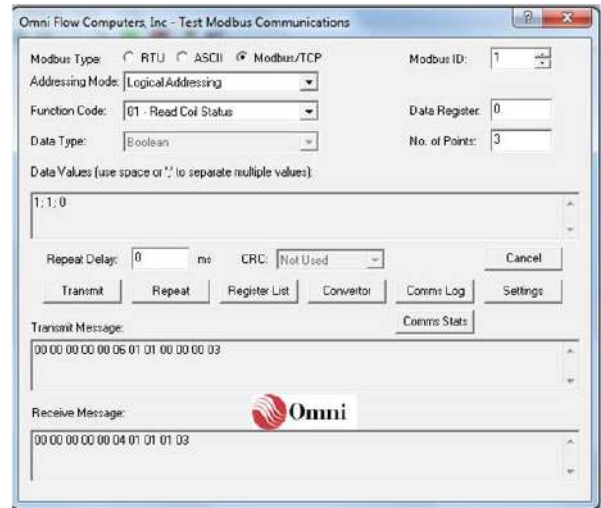 Omni Flow Computers, Inc - Test Modbus Communications
Modbus Type: RTU ASCII Modbus/TCP Modbus ID: 1
Addressing Mode: Logical Addressing
Function Code: 01 - Read Coil Status Data Register: 0
Data Type: Boolean No. of Points: 3
Data Values (use space or ';' to separate multiple values):
1; 1; 0
Repeat Delay: 0 ms CRC: Not Used Cancel
Transmit Repeat Register List Convertor Comms Log Settings
Comms Stats
Transmit Message:
00 00 00 00 00 06 01 01 00 00 00 03
Omni
Receive Message:
00 00 00 00 00 04 01 01 01 03